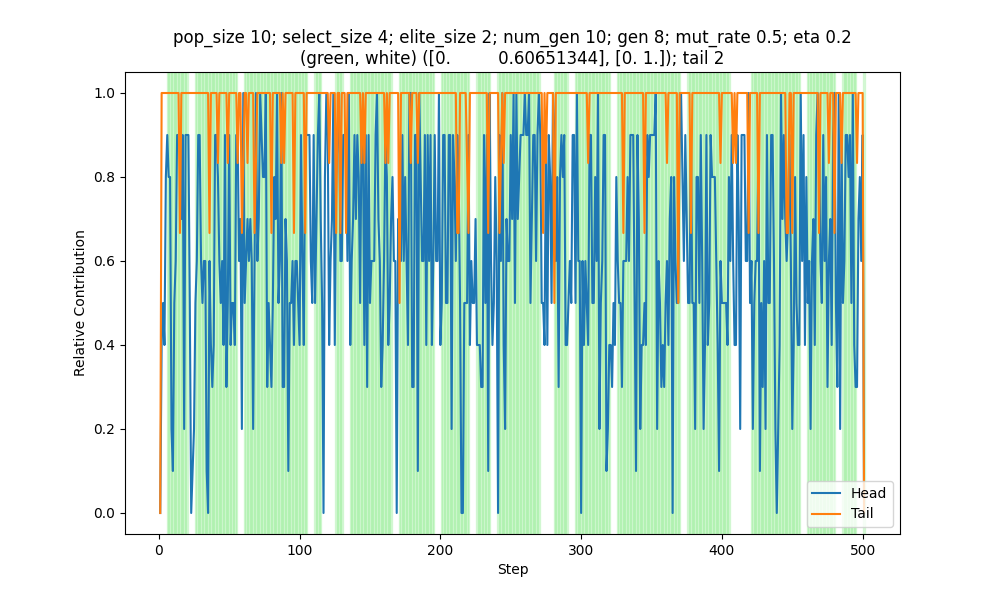 pop_size 10; select_size 4; elite_size 2; num_gen 10; gen 8; mut_rate 0.5; eta 0.2
(green, white) ([0.         0.60651344], [0. 1.]); tail 2
1.0
0.8
0.6
0.4
0.2
0.0
Relative Contribution
Head
Tail
0
100
200
300
400
500
Step